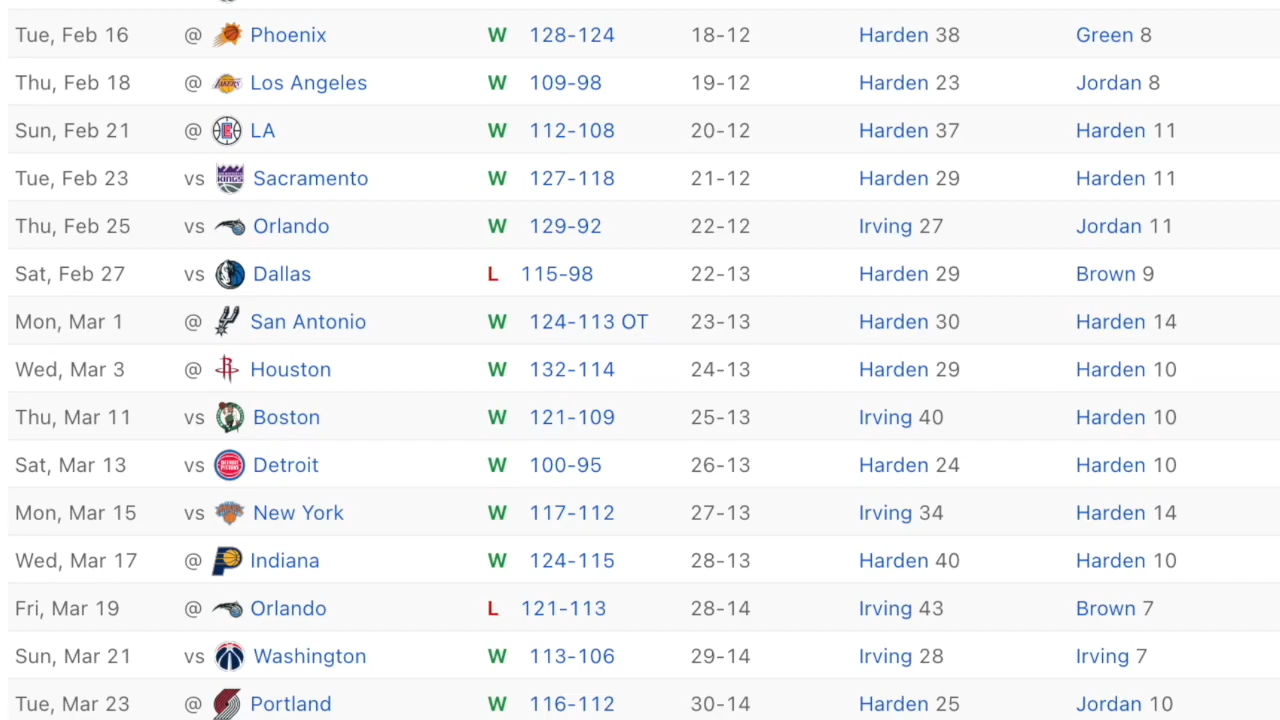 Tue, Feb 16 @ Phoenix W 128-124 18-12 Harden 38 Green 8
Thu, Feb 18 @ LAKERS Los Angeles W 109-98 19-12 Harden 23 Jordan 8
Sun, Feb 21 @ LA W 112-108 20-12 Harden 37 Harden 11
Tue, Feb 23 vs KINGS Sacramento W 127-118 21-12 Harden 29 Harden 11
Thu, Feb 25 vs Orlando W 129-92 22-12 Irving 27 Jordan 11
Sat, Feb 27 vs Dallas L 115-98 22-13 Harden 29 Brown 9
Mon, Mar 1 @ San Antonio W 124-113 OT 23-13 Harden 30 Harden 14
Wed, Mar 3 @ Houston W 132-114 24-13 Harden 29 Harden 10
Thu, Mar 11 vs Boston W 121-109 25-13 Irving 40 Harden 10
Sat, Mar 13 vs DETROIT PISTONS Detroit W 100-95 26-13 Harden 24 Harden 10
Mon, Mar 15 vs New York W 117-112 27-13 Irving 34 Harden 14
Wed, Mar 17 @ Indiana W 124-115 28-13 Harden 40 Harden 10
Fri, Mar 19 @ Orlando L 121-113 28-14 Irving 43 Brown 7
Sun, Mar 21 vs Washington W 113-106 29-14 Irving 28 Irving 7
Tue, Mar 23 @ Portland W 116-112 30-14 Harden 25 Jordan 10